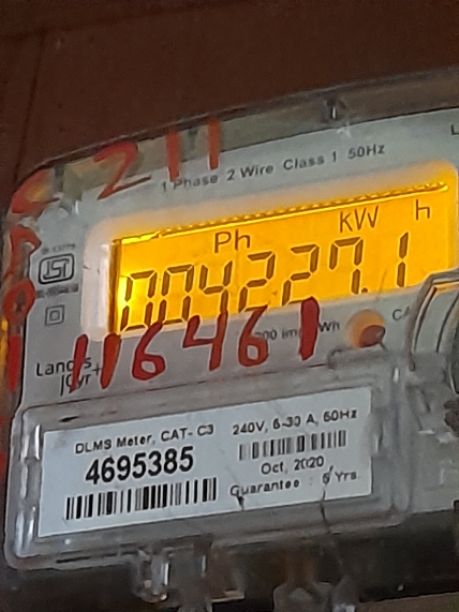 C 211
1 Phase 2 Wire Class 1 50Hz
Ph KW h
004227.1
116461
Landis
Gyr+
DLMS Meter, CAT- C3
4695385
240V, 5-30 A, 50Hz
Oct, 2020
Guarantee : 5 Yrs.